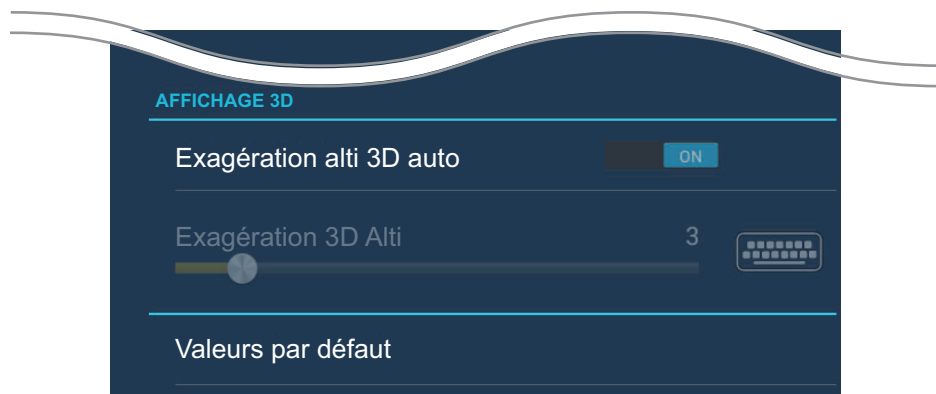 AFFICHAGE 3D
Exagération alti 3D auto ON
Exagération 3D Alti 3
Valeurs par défaut